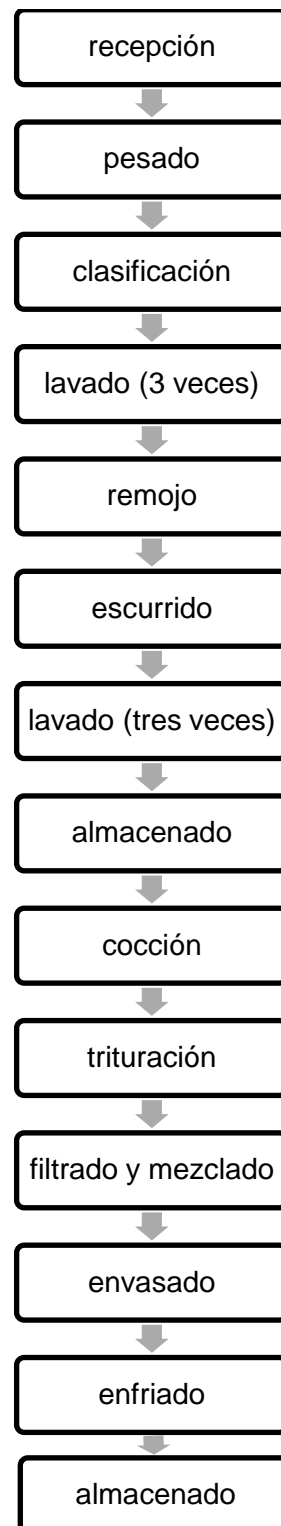 recepción
pesado
clasificación
lavado (3 veces)
remojo
escurrido
lavado (tres veces)
almacenado
cocción
trituración
filtrado y mezclado
envasado
enfriado
almacenado